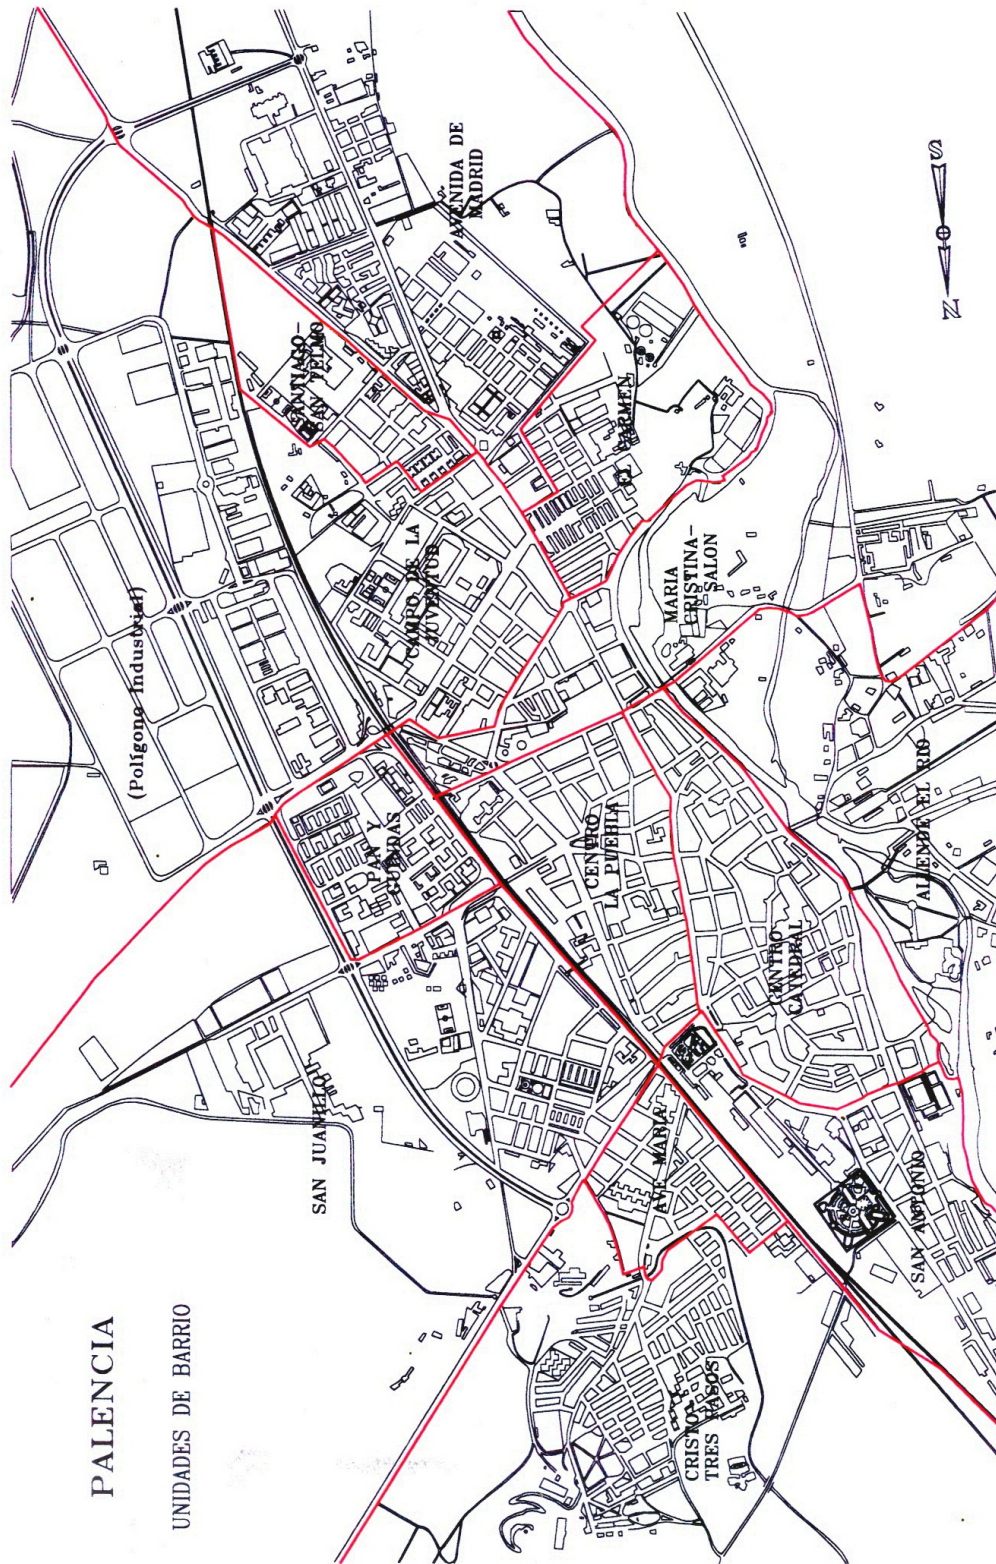 PALENCIA
UNIDADES DE BARRIO
SAN JUANILLO
CRISTO-
TRES PASOS
AVE MARIA
SAN ANTONIO
PAN Y
GUINDAS
(Polígono Industrial)
CENTRO
LA PUEBLA
CENTRO
CATEDRAL
ALLENDE EL RIO
CAMPO DE LA
JUVENTUD
MARIA
CRISTINA-
SALON
SANTIAGO-
SAN TELMO
EL CARMEN
AVENIDA DE
MADRID
S
O
N